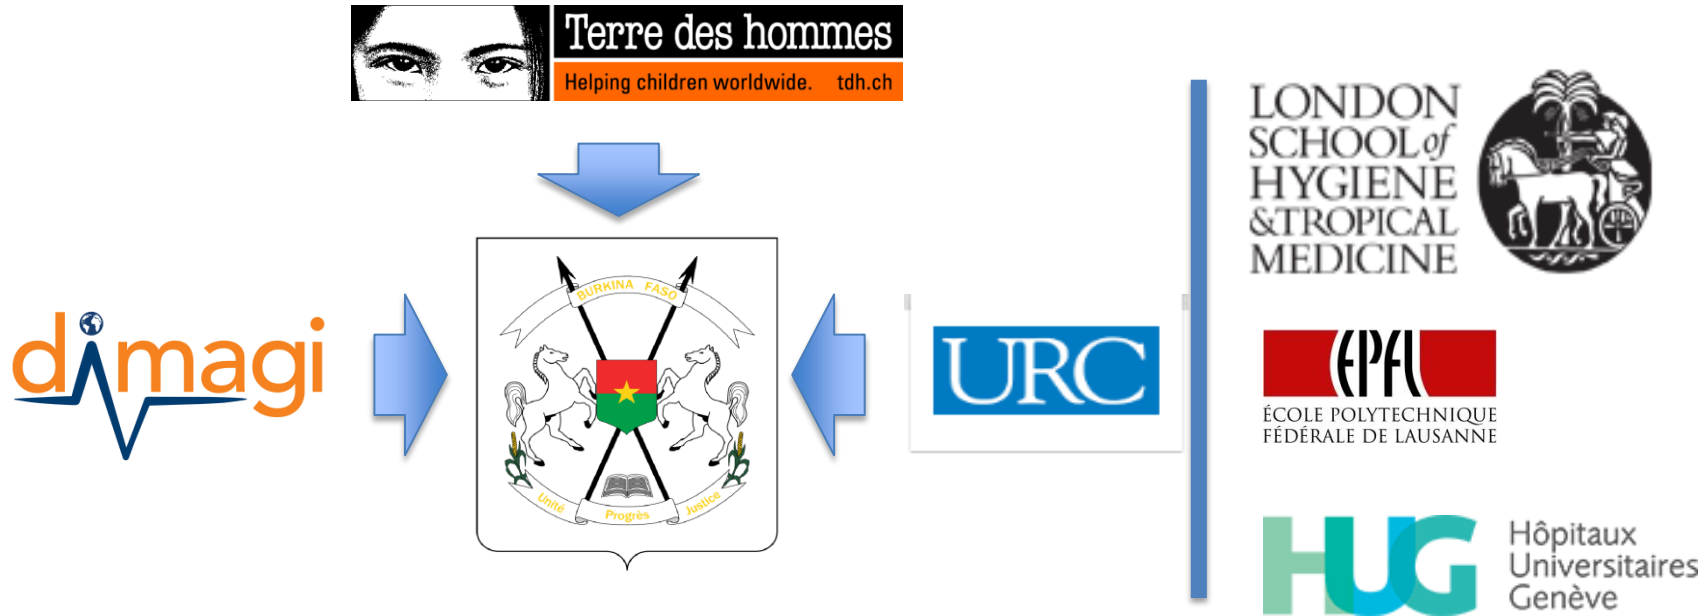 Terre des hommes
Helping children worldwide. tdh.ch
dimagi
BURKINA FASO
Unité Progrès Justice
URC
LONDON
SCHOOL of
HYGIENE
&TROPICAL
MEDICINE
EPFL
ÉCOLE POLYTECHNIQUE
FÉDÉRALE DE LAUSANNE
HUG
Hôpitaux
Universitaires
Genève